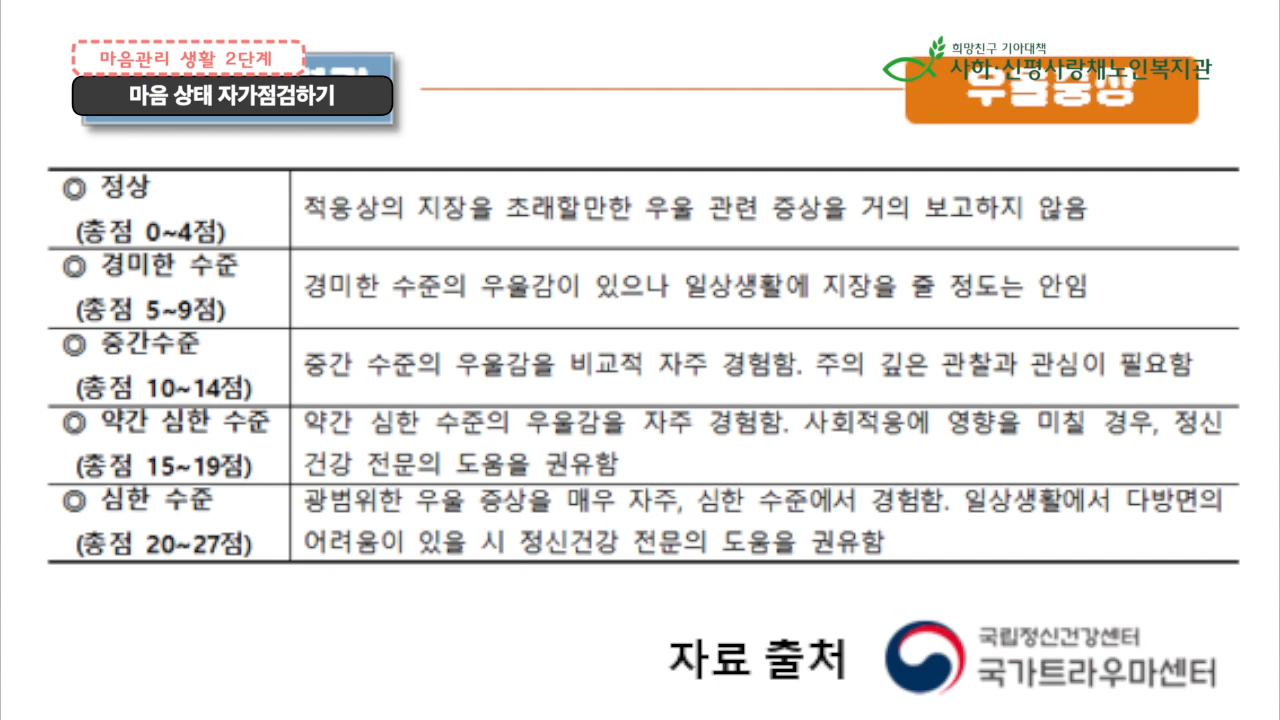 마음관리 생활 2단계
마음 상태 자가점검하기
희망친구 기아대책
사하·신평사랑채노인복지관
우울증상
◎ 정상
(총점 0~4점)
적응상의 지장을 초래할만한 우울 관련 증상을 거의 보고하지 않음
◎ 경미한 수준
(총점 5~9점)
경미한 수준의 우울감이 있으나 일상생활에 지장을 줄 정도는 안임
◎ 중간수준
(총점 10~14점)
중간 수준의 우울감을 비교적 자주 경험함. 주의 깊은 관찰과 관심이 필요함
◎ 약간 심한 수준
(총점 15~19점)
약간 심한 수준의 우울감을 자주 경험함. 사회적응에 영향을 미칠 경우, 정신
건강 전문의 도움을 권유함
◎ 심한 수준
(총점 20~27점)
광범위한 우울 증상을 매우 자주, 심한 수준에서 경험함. 일상생활에서 다방면의
어려움이 있을 시 정신건강 전문의 도움을 권유함
자료 출처
국립정신건강센터
국가트라우마센터